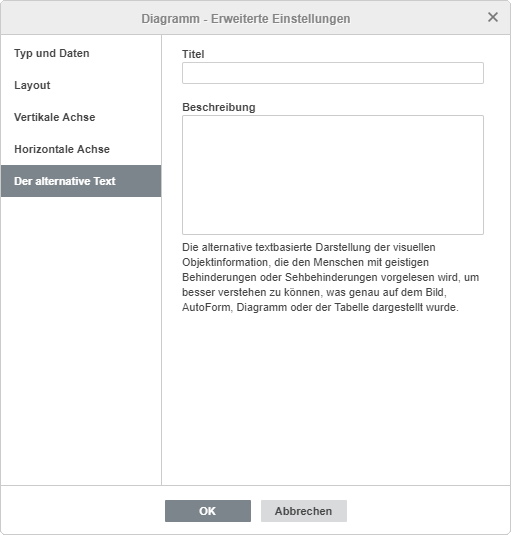 Diagramm - Erweiterte Einstellungen
Typ und Daten
Layout
Vertikale Achse
Horizontale Achse
Der alternative Text
Titel
Beschreibung
Die alternative textbasierte Darstellung der visuellen
Objektinformation, die den Menschen mit geistigen
Behinderungen oder Sehbehinderungen vorgelesen wird, um
besser verstehen zu können, was genau auf dem Bild,
AutoForm, Diagramm oder der Tabelle dargestellt wurde.
OK
Abbrechen